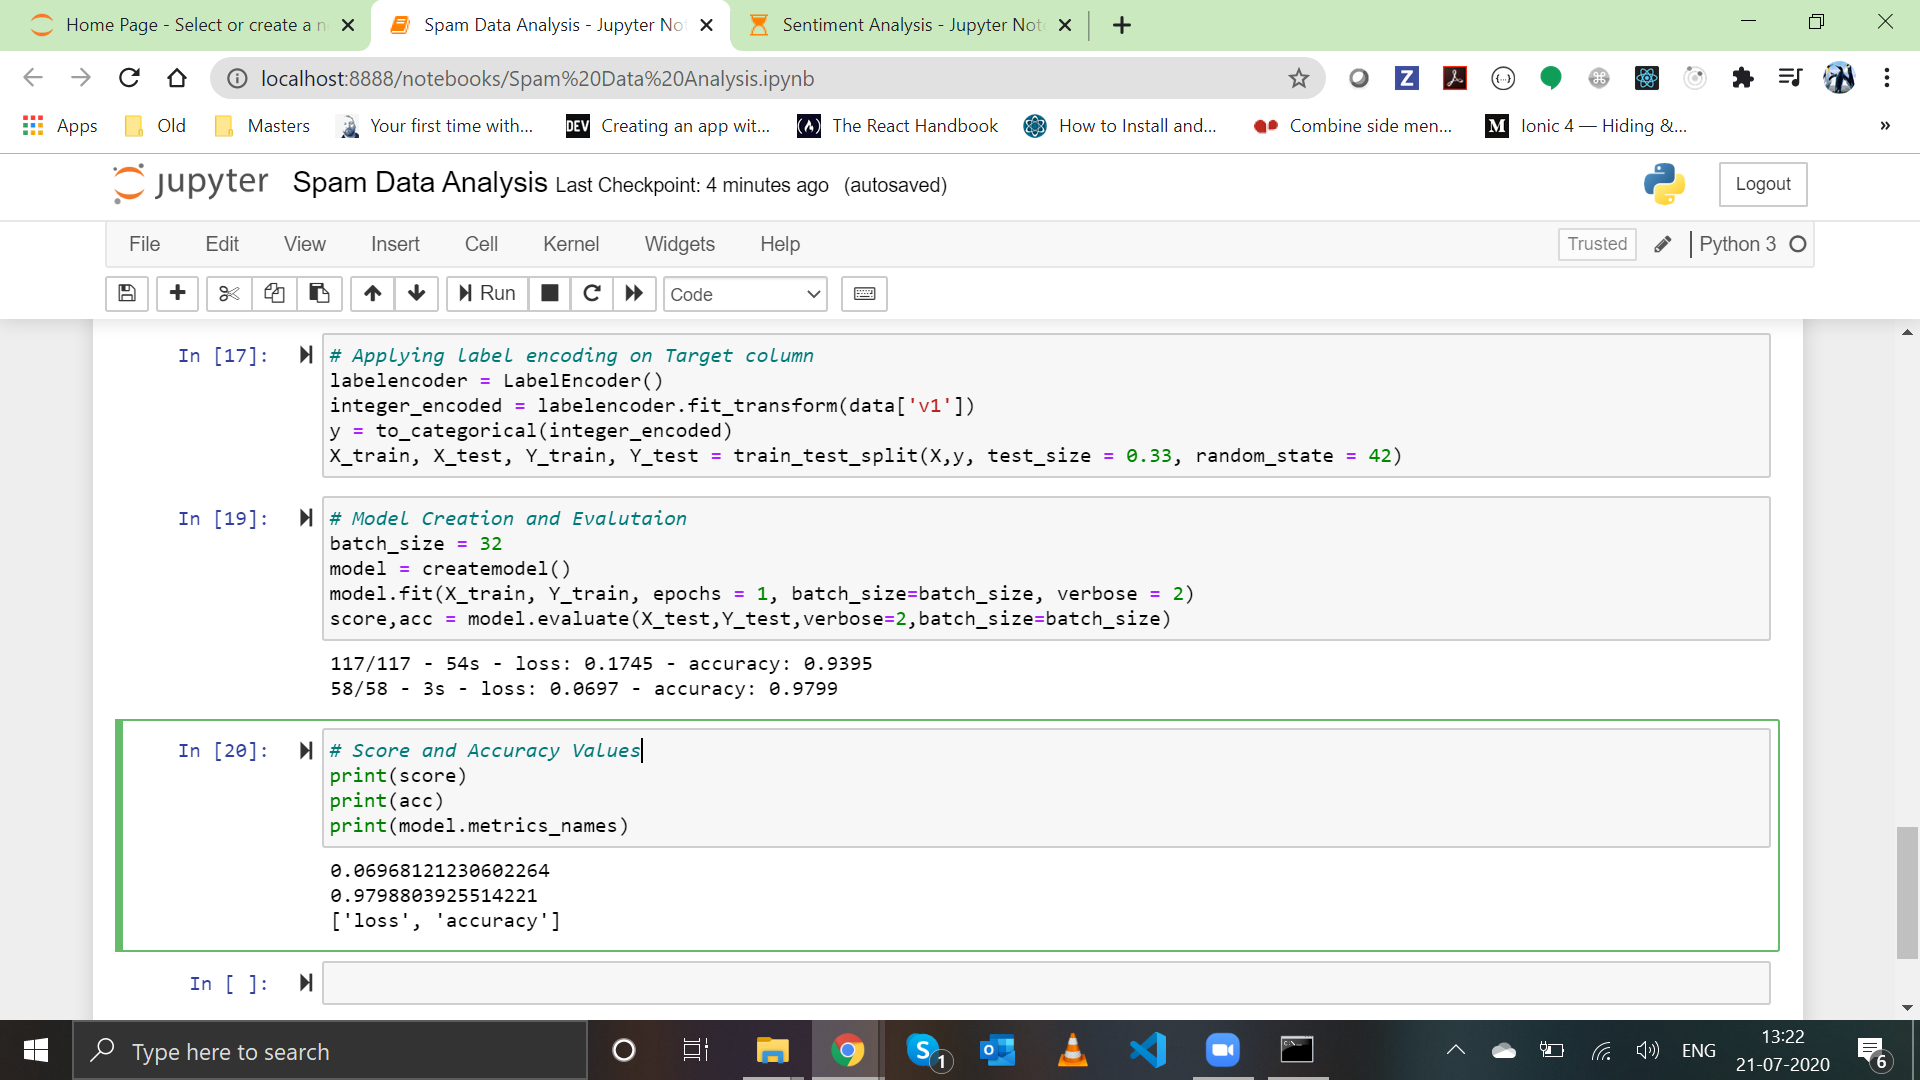 Home Page - Select or create a n
Spam Data Analysis - Jupyter Not
Sentiment Analysis - Jupyter Note
localhost:8888/notebooks/Spam%20Data%20Analysis.ipynb
Apps
Old
Masters
Your first time with...
DEV
Creating an app wit...
The React Handbook
How to Install and...
Combine side men...
M
Ionic 4 — Hiding &...
»
jupyter
Spam Data Analysis
Last Checkpoint: 4 minutes ago (autosaved)
Logout
File
Edit
View
Insert
Cell
Kernel
Widgets
Help
Trusted
Python 3
Run
Code
In [17]:
# Applying label encoding on Target column
labelencoder = LabelEncoder()
integer_encoded = labelencoder.fit_transform(data['v1'])
y = to_categorical(integer_encoded)
X_train, X_test, Y_train, Y_test = train_test_split(X,y, test_size = 0.33, random_state = 42)
In [19]:
# Model Creation and Evalutaion
batch_size = 32
model = createmodel()
model.fit(X_train, Y_train, epochs = 1, batch_size=batch_size, verbose = 2)
score,acc = model.evaluate(X_test,Y_test,verbose=2,batch_size=batch_size)
117/117 - 54s - loss: 0.1745 - accuracy: 0.9395
58/58 - 3s - loss: 0.0697 - accuracy: 0.9799
In [20]:
# Score and Accuracy Values
print(score)
print(acc)
print(model.metrics_names)
0.06968121230602264
0.9798803925514221
['loss', 'accuracy']
In [ ]:
Type here to search
S
1
ENG
13:22
21-07-2020
6